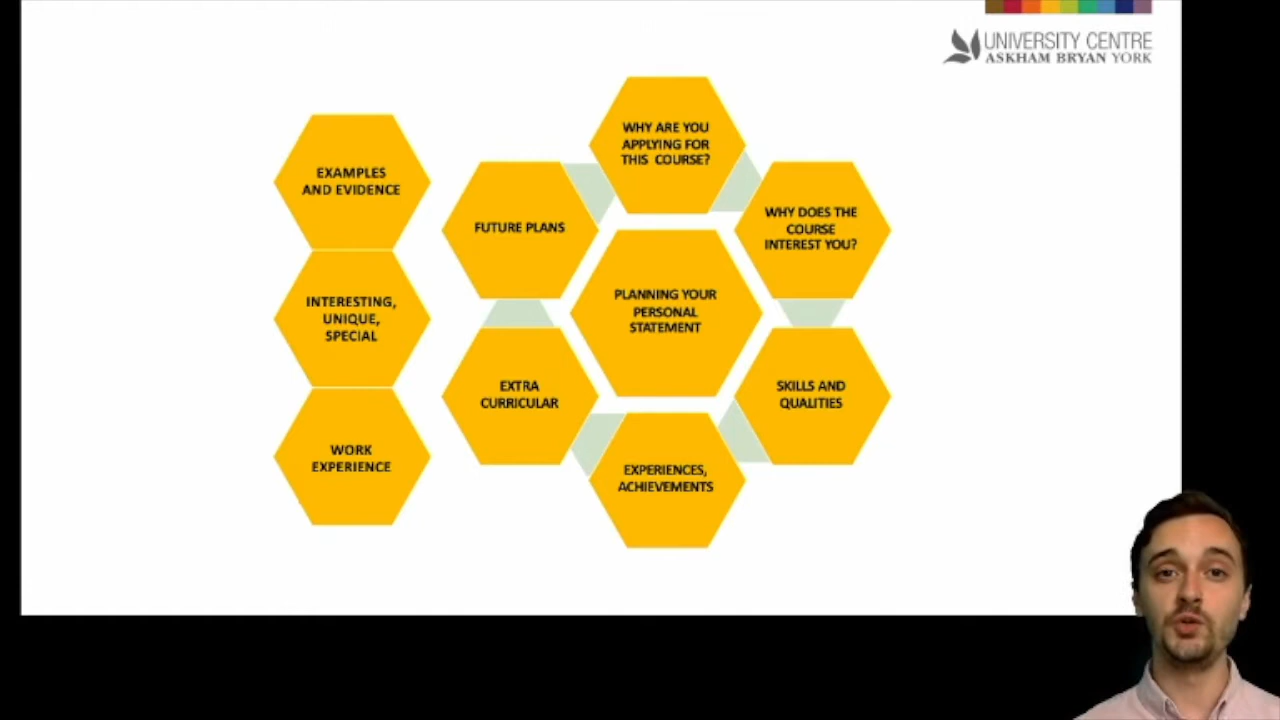 UNIVERSITY CENTRE
ASKHAM BRYAN YORK
EXAMPLES
AND EVIDENCE
INTERESTING,
UNIQUE,
SPECIAL
WORK
EXPERIENCE
WHY ARE YOU
APPLYING FOR
THIS COURSE?
WHY DOES THE
COURSE
INTEREST YOU?
SKILLS AND
QUALITIES
EXPERIENCES,
ACHIEVEMENTS
EXTRA
CURRICULAR
FUTURE PLANS
PLANNING YOUR
PERSONAL
STATEMENT